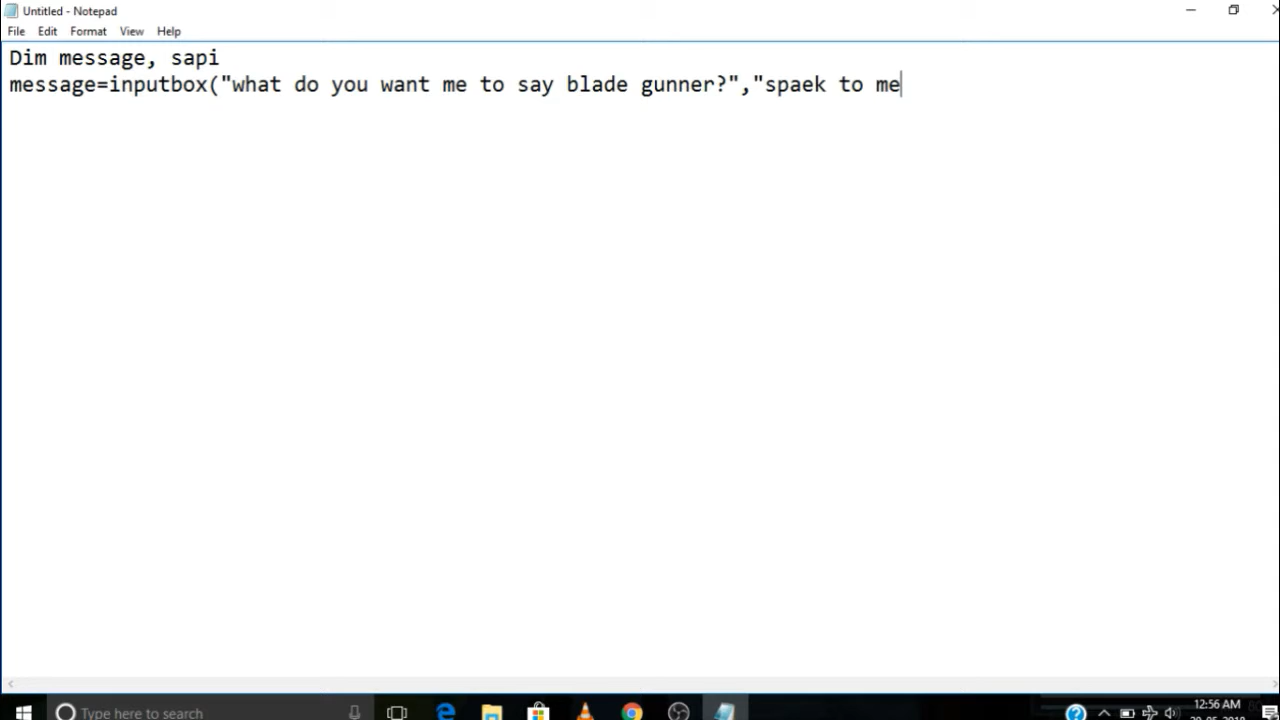 Untitled - Notepad
File Edit Format View Help
Dim message, sapi
message=inputbox("what do you want me to say blade gunner?","spaek to me
Type here to search
12:56 AM